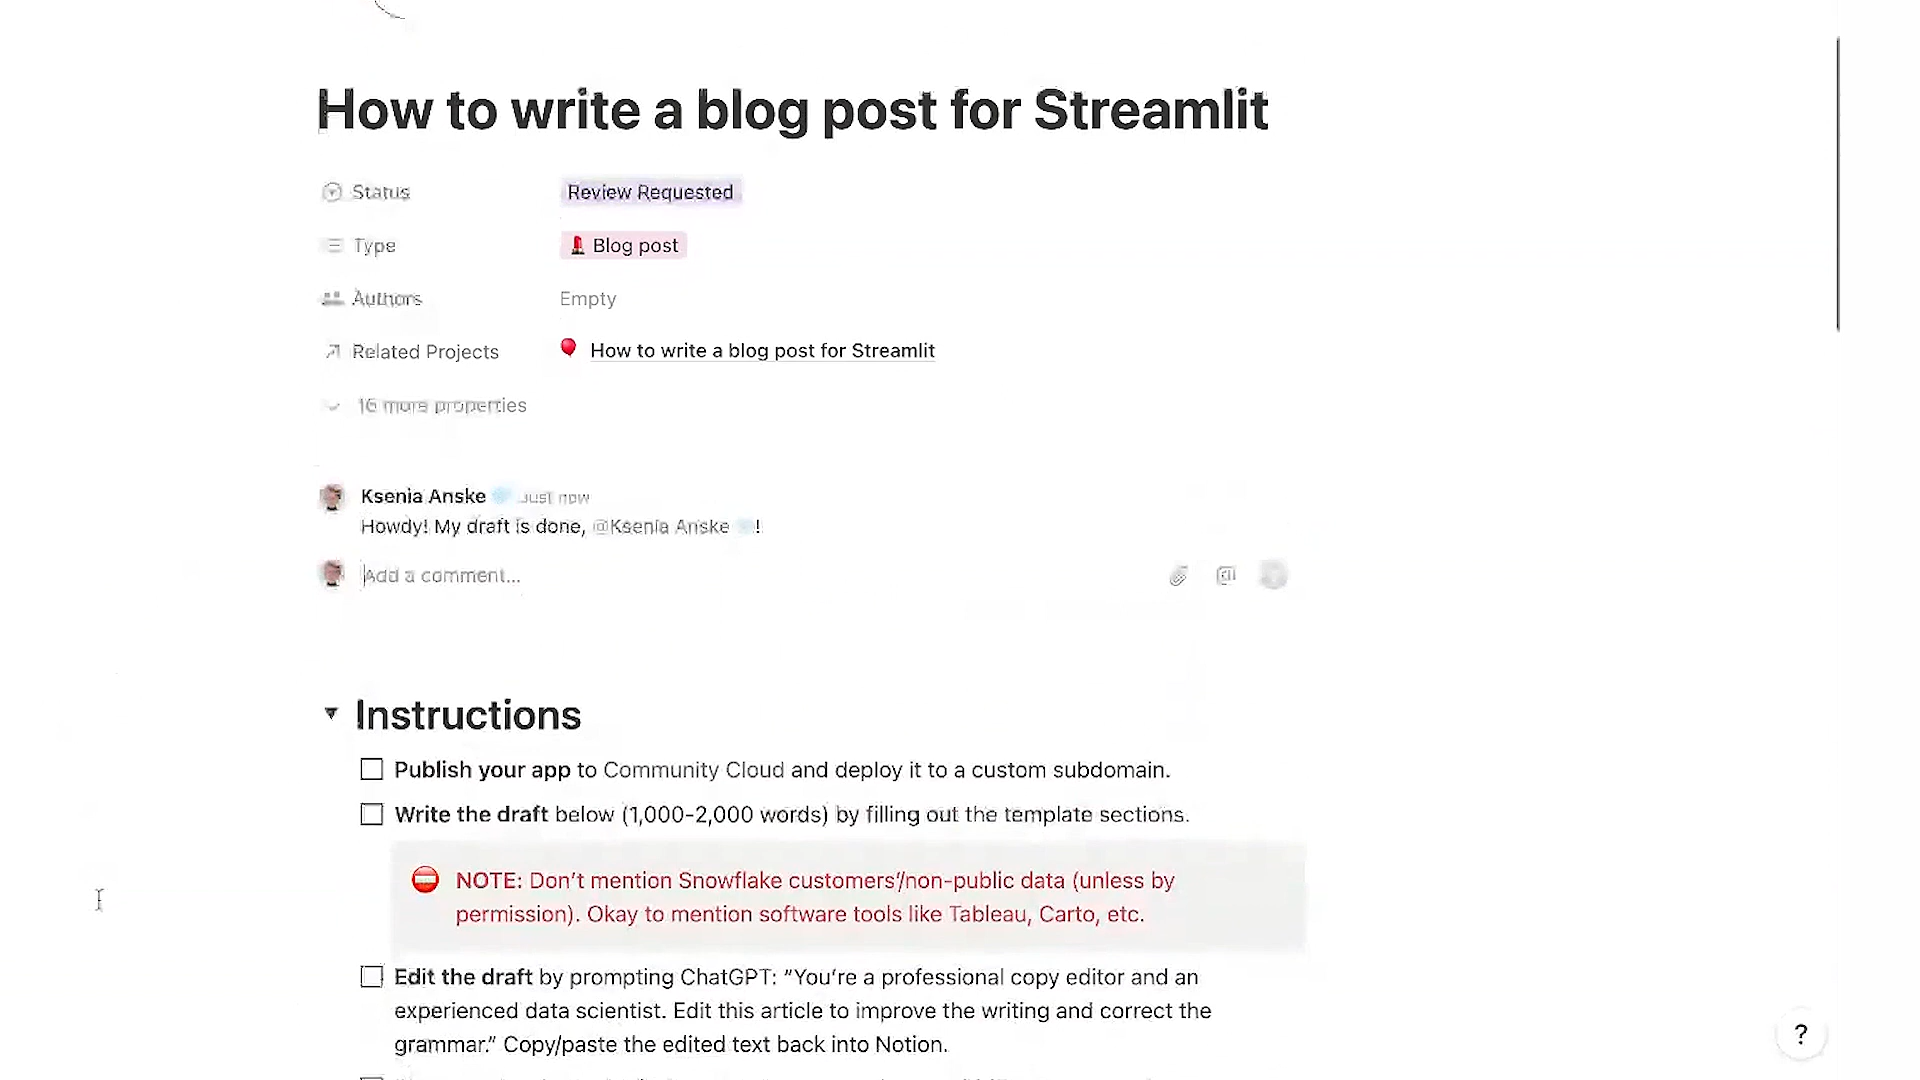 How to write a blog post for Streamlit
Status
Review Requested
Type
Blog post
Authors
Empty
Related Projects
How to write a blog post for Streamlit
16 more properties
Ksenia Anske Just now
Howdy! My draft is done, @Ksenia Anske !
Add a comment...
Instructions
Publish your app to Community Cloud and deploy it to a custom subdomain.
Write the draft below (1,000-2,000 words) by filling out the template sections.
NOTE: Don’t mention Snowflake customers’/non-public data (unless by
permission). Okay to mention software tools like Tableau, Carto, etc.
Edit the draft by prompting ChatGPT: “You’re a professional copy editor and an
experienced data scientist. Edit this article to improve the writing and correct the
grammar.” Copy/paste the edited text back into Notion.
?